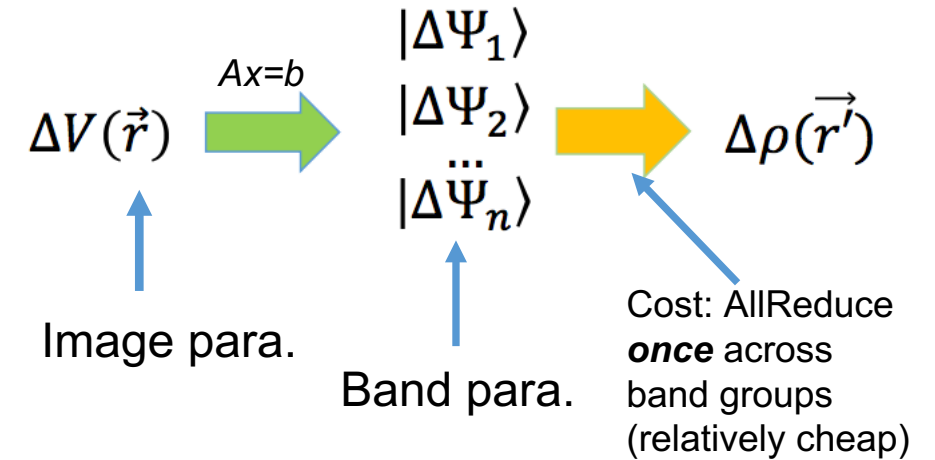 |ΔΨ₁⟩
Ax=b
ΔV(r⃗)
|ΔΨ₂⟩
...
|ΔΨₙ⟩
Δρ(r′⃗)
Image para.
Band para.
Cost: AllReduce
once across
band groups
(relatively cheap)